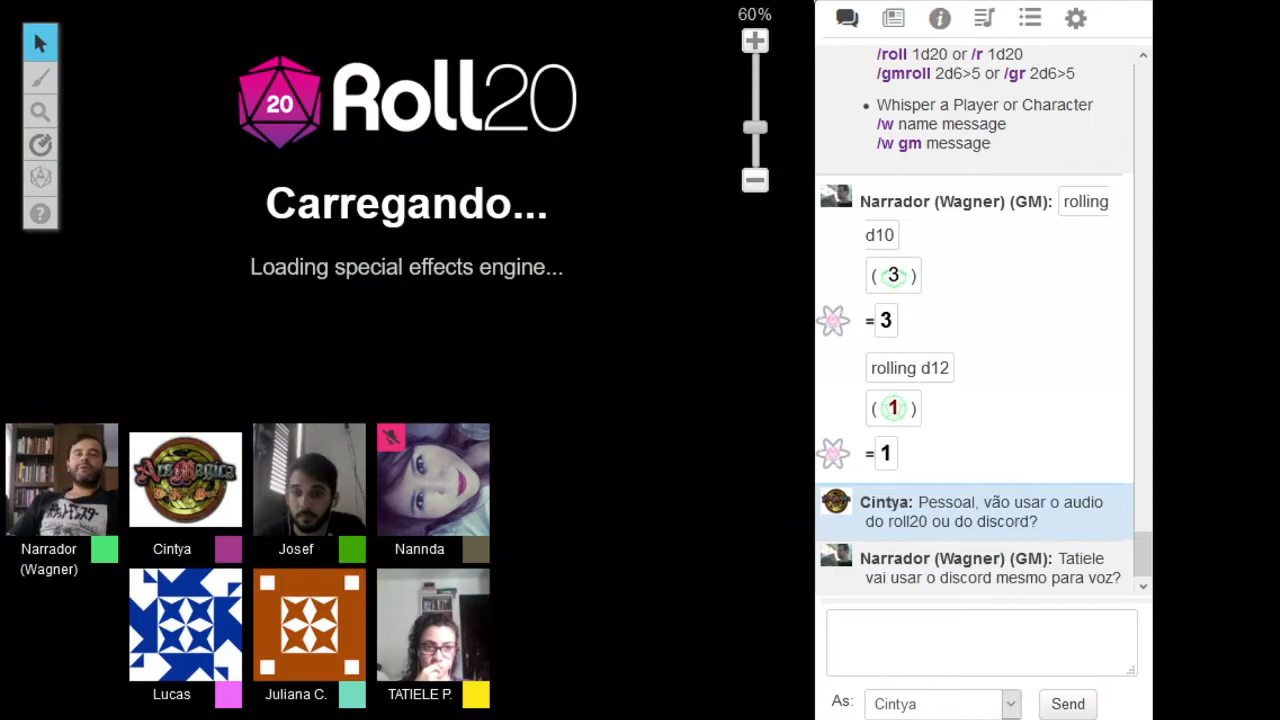 60%
20
Roll20
Carregando...
Loading special effects engine...
Narrador
(Wagner)
Cintya
Josef
Nannda
Lucas
Juliana C.
TATIELE P.
/roll 1d20 or /r 1d20
/gmroll 2d6>5 or /gr 2d6>5
• Whisper a Player or Character
/w name message
/w gm message
Narrador (Wagner) (GM): rolling
d10
( 3 )
= 3
rolling d12
( 1 )
= 1
Cintya: Pessoal, vão usar o audio
do roll20 ou do discord?
Narrador (Wagner) (GM): Tatiele
vai usar o discord mesmo para voz?
As: Cintya Send